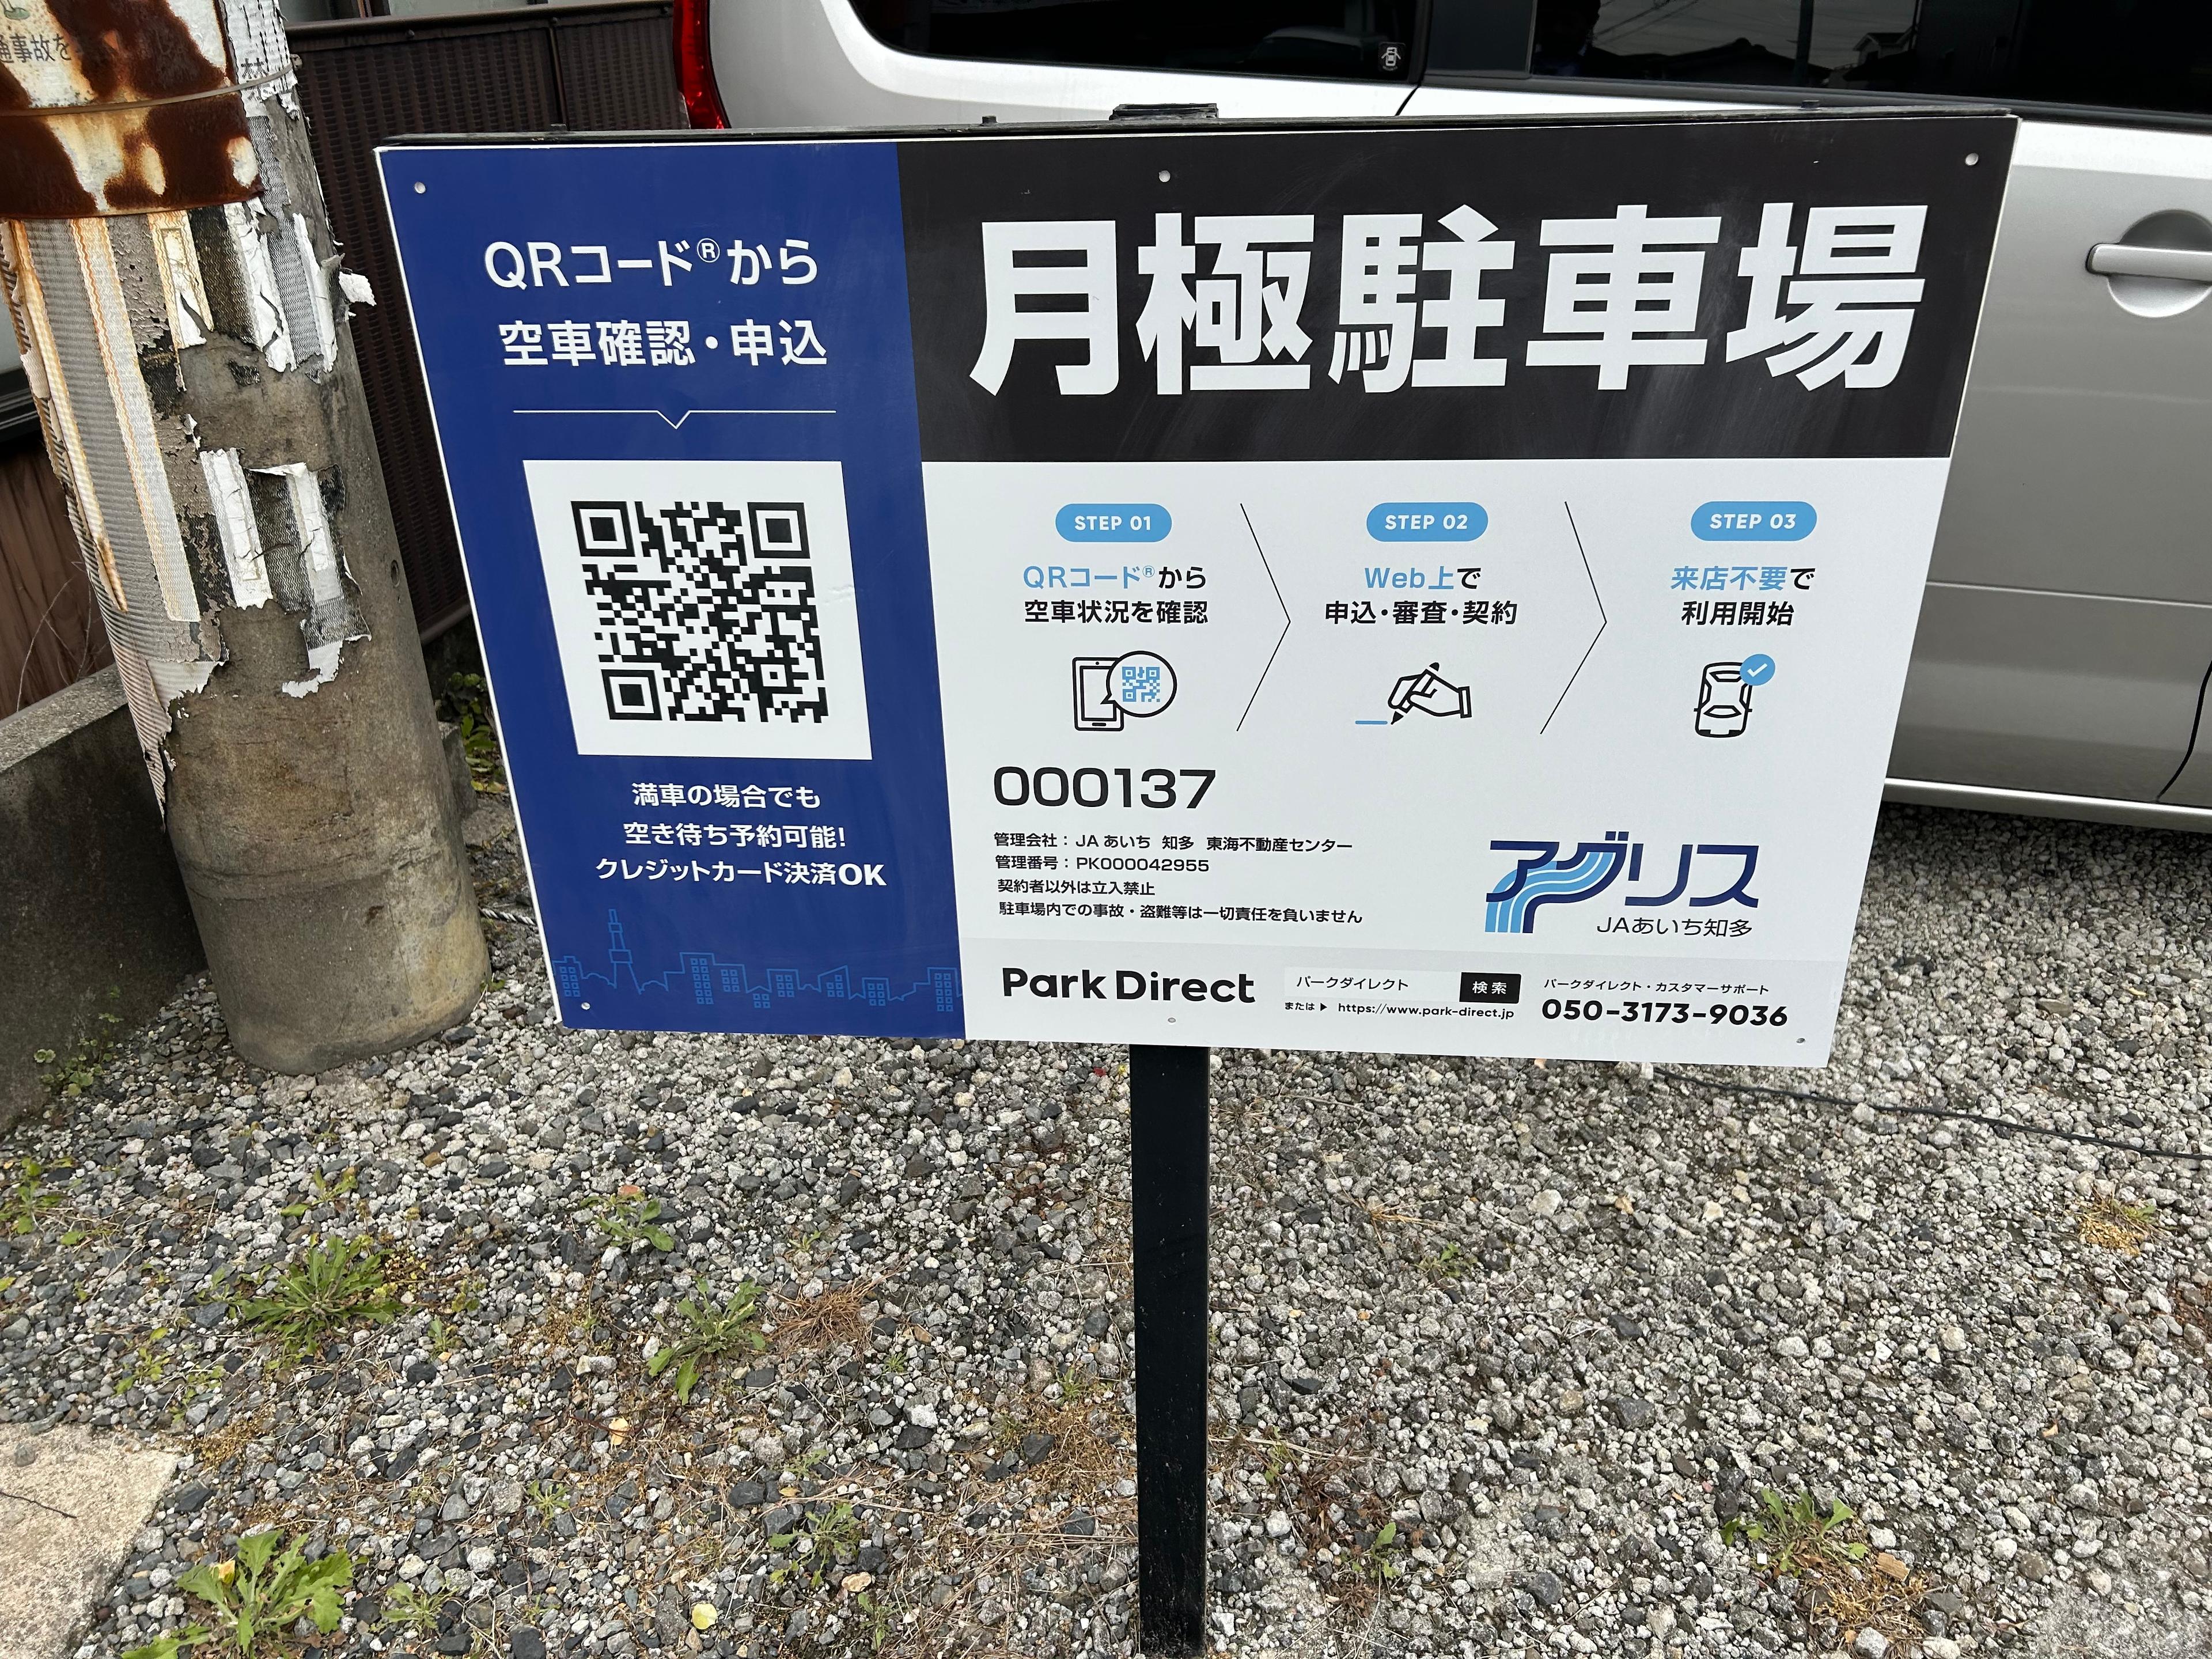 通事故を
QRコード®から
空車確認・申込
満車の場合でも
空き待ち予約可能!
クレジットカード決済OK
月極駐車場
STEP 01
QRコード®から
空車状況を確認
STEP 02
Web上で
申込・審査・契約
STEP 03
来店不要で
利用開始
000137
管理会社：JAあいち 知多 東海不動産センター
管理番号：PK000042955
契約者以外は立入禁止
駐車場内での事故・盗難等は一切責任を負いません
アグリス
JAあいち知多
Park Direct
パークダイレクト 検索
または▶ https://www.park-direct.jp
パークダイレクト・カスタマーサポート
050-3173-9036